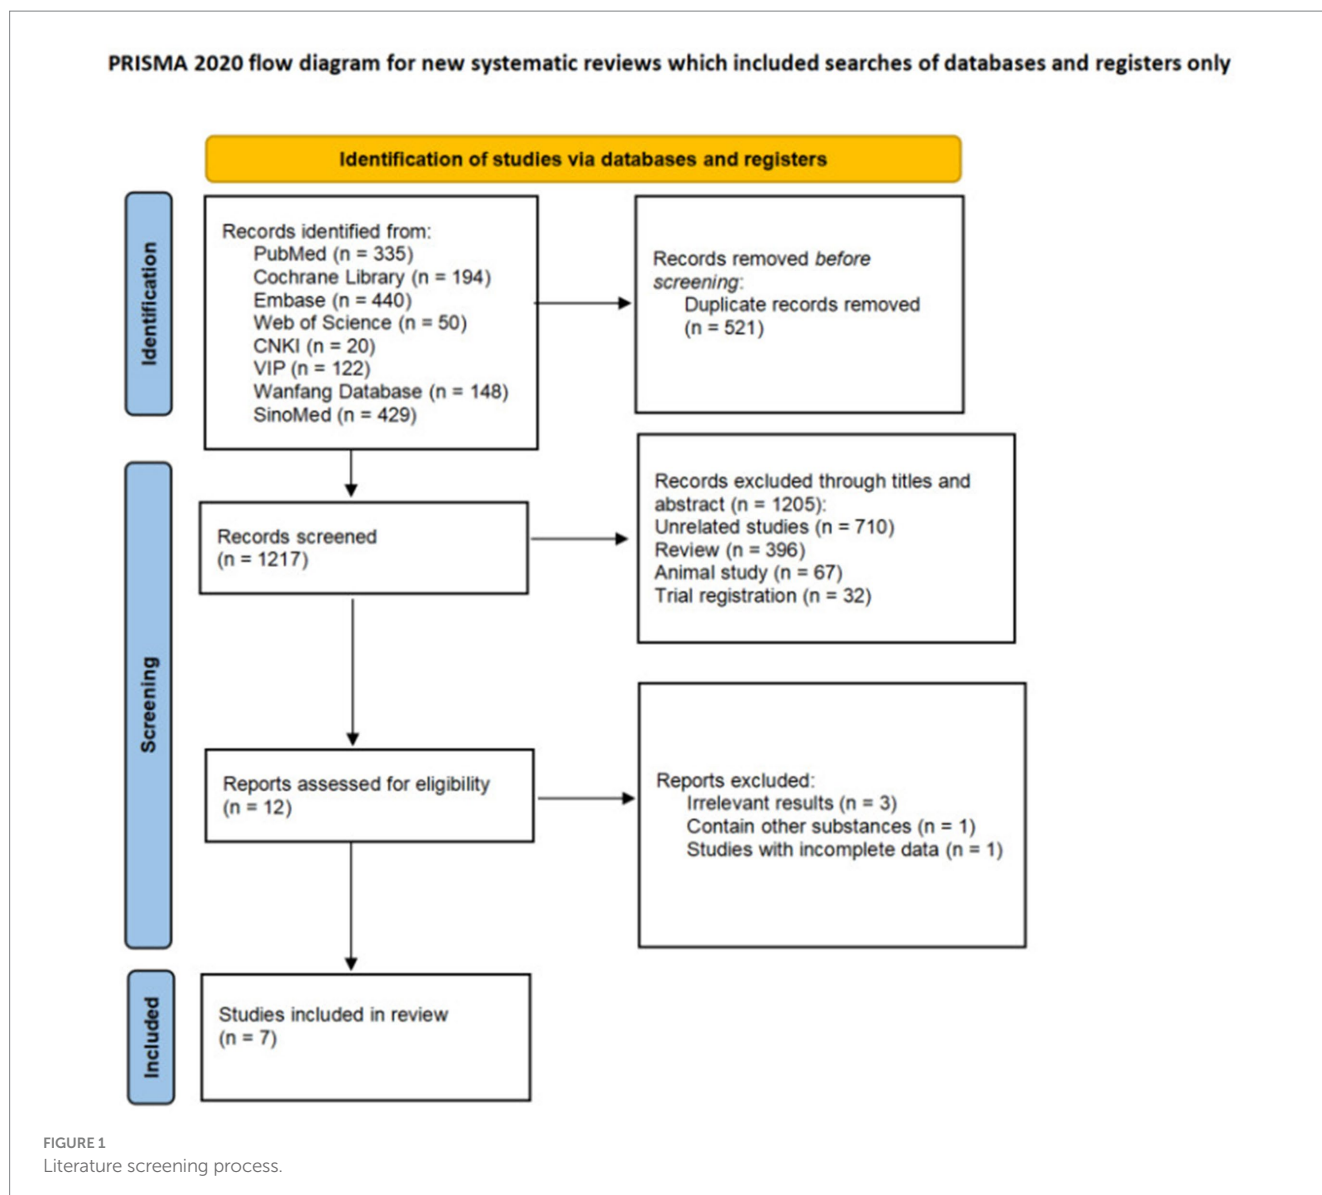 PRISMA 2020 flow diagram for new systematic reviews which included searches of databases and registers only
Identification of studies via databases and registers
Identification
Records identified from:
PubMed (n = 335)
Cochrane Library (n = 194)
Embase (n = 440)
Web of Science (n = 50)
CNKI (n = 20)
VIP (n = 122)
Wanfang Database (n = 148)
SinoMed (n = 429)
Records removed before
screening:
Duplicate records removed
(n = 521)
Screening
Records screened
(n = 1217)
Records excluded through titles and
abstract (n = 1205):
Unrelated studies (n = 710)
Review (n = 396)
Animal study (n = 67)
Trial registration (n = 32)
Reports assessed for eligibility
(n = 12)
Reports excluded:
Irrelevant results (n = 3)
Contain other substances (n = 1)
Studies with incomplete data (n = 1)
Included
Studies included in review
(n = 7)
FIGURE 1
Literature screening process.